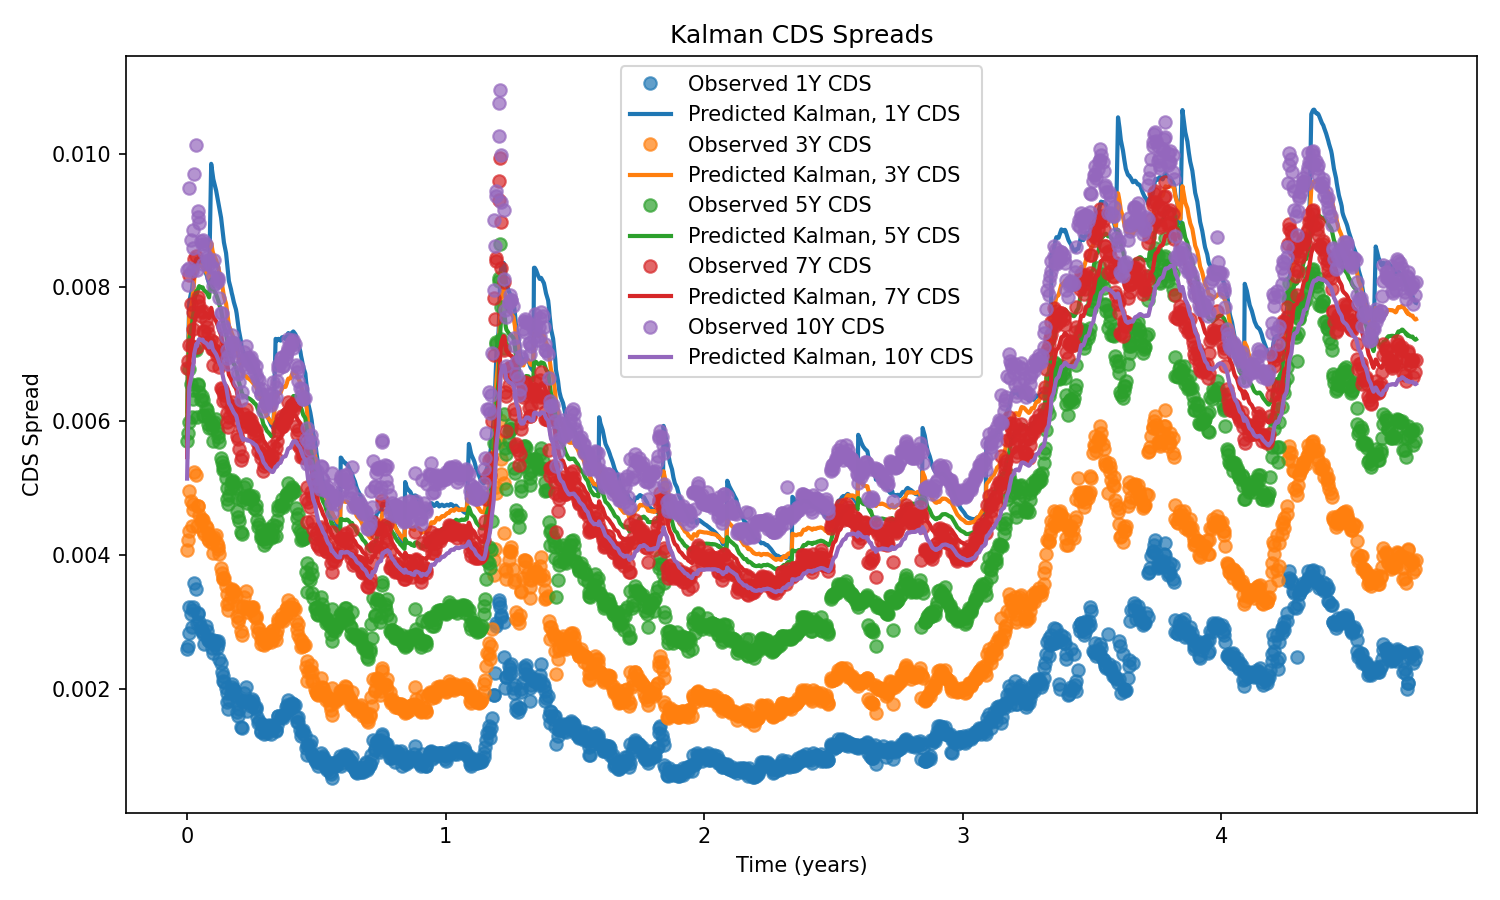 Kalman CDS Spreads
Observed 1Y CDS
Predicted Kalman, 1Y CDS
Observed 3Y CDS
Predicted Kalman, 3Y CDS
Observed 5Y CDS
Predicted Kalman, 5Y CDS
Observed 7Y CDS
Predicted Kalman, 7Y CDS
Observed 10Y CDS
Predicted Kalman, 10Y CDS
CDS Spread
0.010
0.008
0.006
0.004
0.002
0 1 2 3 4
Time (years)